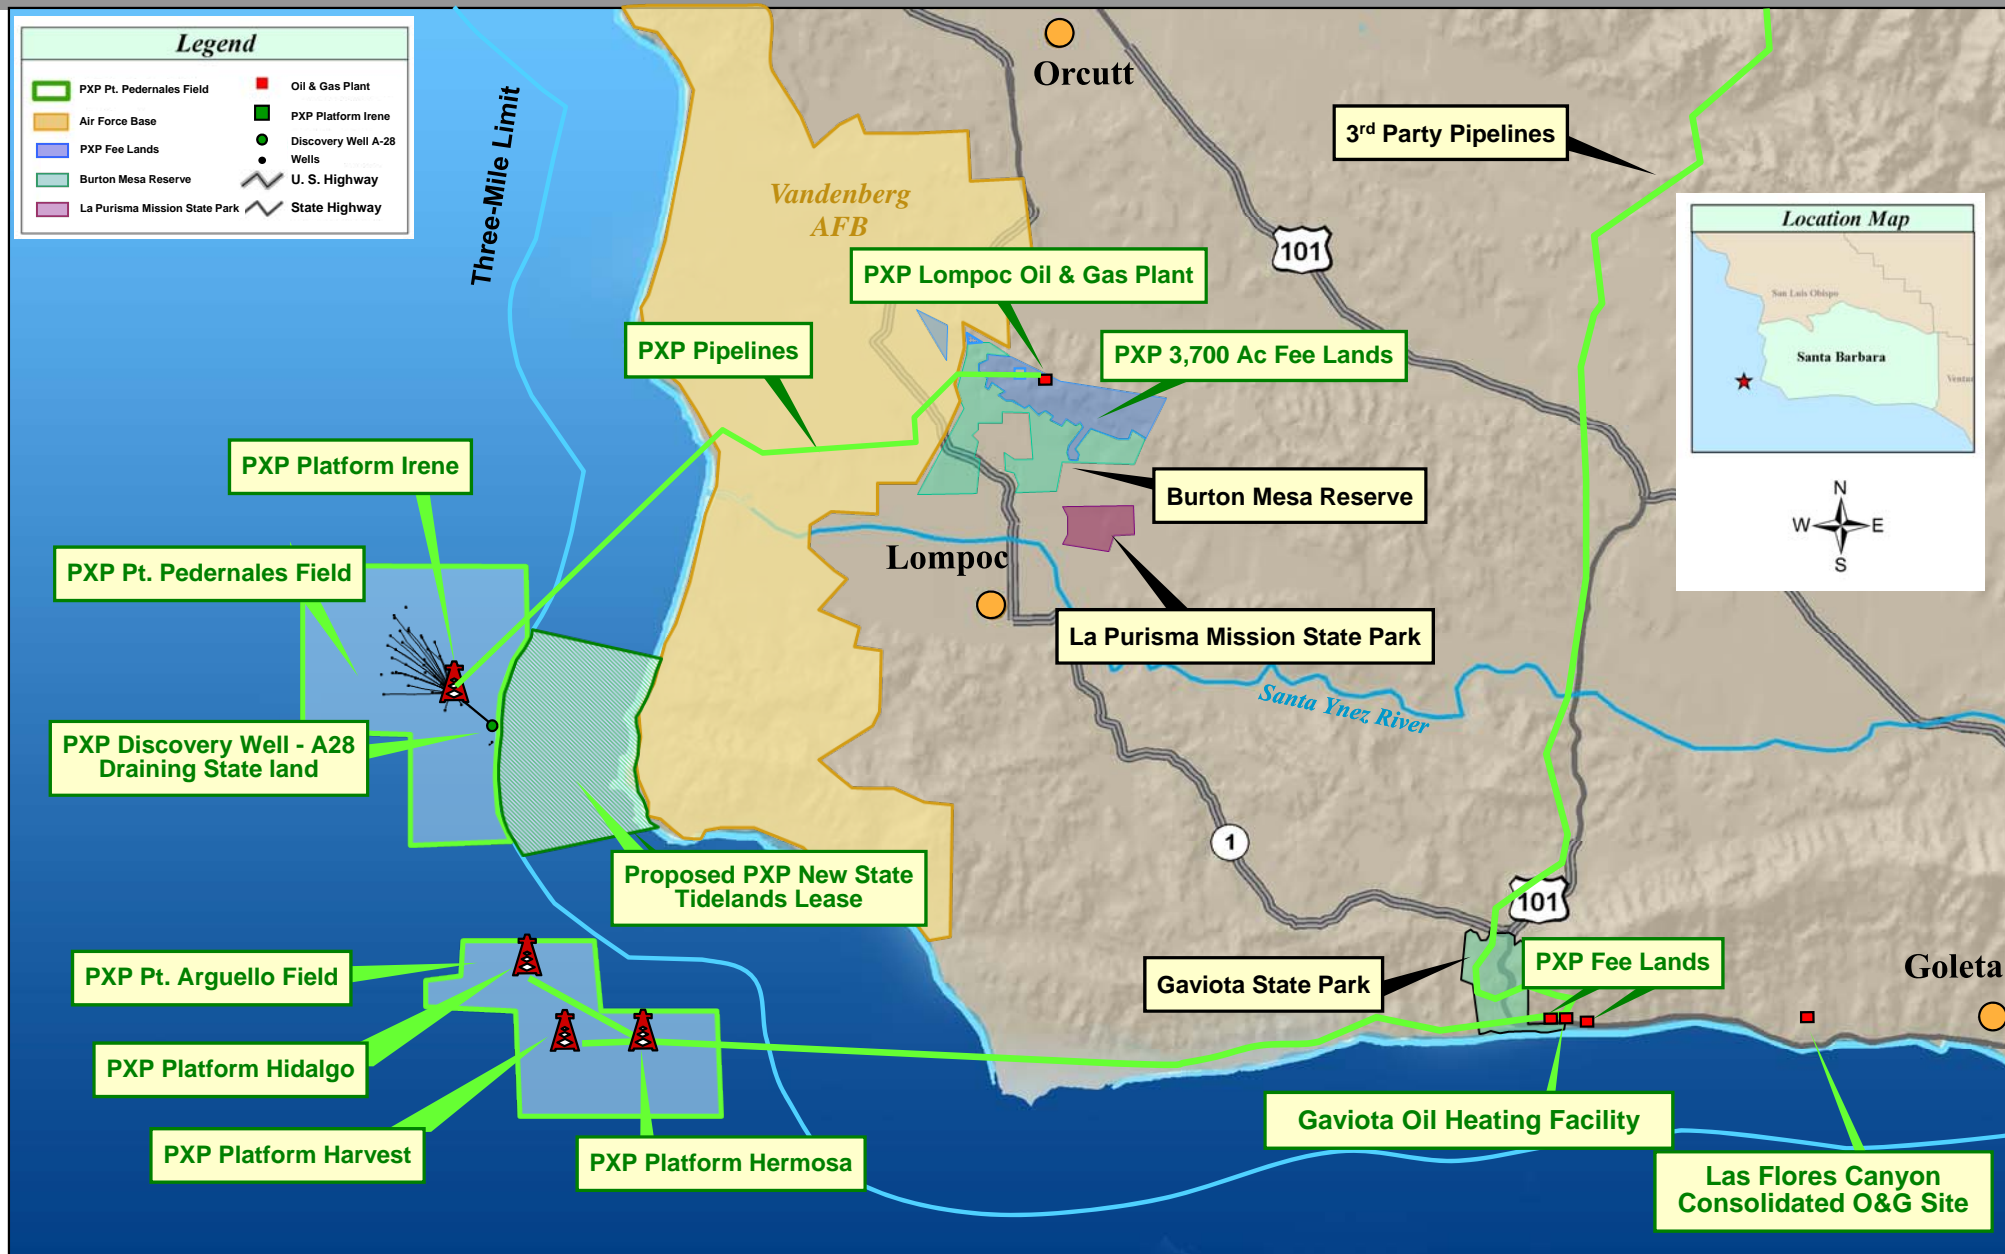 Legend
PXP Pt. Pedernales Field
Air Force Base
PXP Fee Lands
Burton Mesa Reserve
La Purisma Mission State Park
Oil & Gas Plant
PXP Platform Irene
Discovery Well A-28
Wells
U. S. Highway
State Highway
Three-Mile Limit
Orcutt
3rd Party Pipelines
Vandenberg
AFB
101
Location Map
San Luis Obispo
Santa Barbara
Ventur
PXP Lompoc Oil & Gas Plant
PXP Pipelines
PXP 3,700 Ac Fee Lands
PXP Platform Irene
Burton Mesa Reserve
N
W
E
S
Lompoc
PXP Pt. Pedernales Field
La Purisma Mission State Park
Santa Ynez River
PXP Discovery Well - A28
Draining State land
1
Proposed PXP New State
Tidelands Lease
101
PXP Pt. Arguello Field
Gaviota State Park
PXP Fee Lands
Goleta
PXP Platform Hidalgo
Gaviota Oil Heating Facility
PXP Platform Harvest
PXP Platform Hermosa
Las Flores Canyon
Consolidated O&G Site